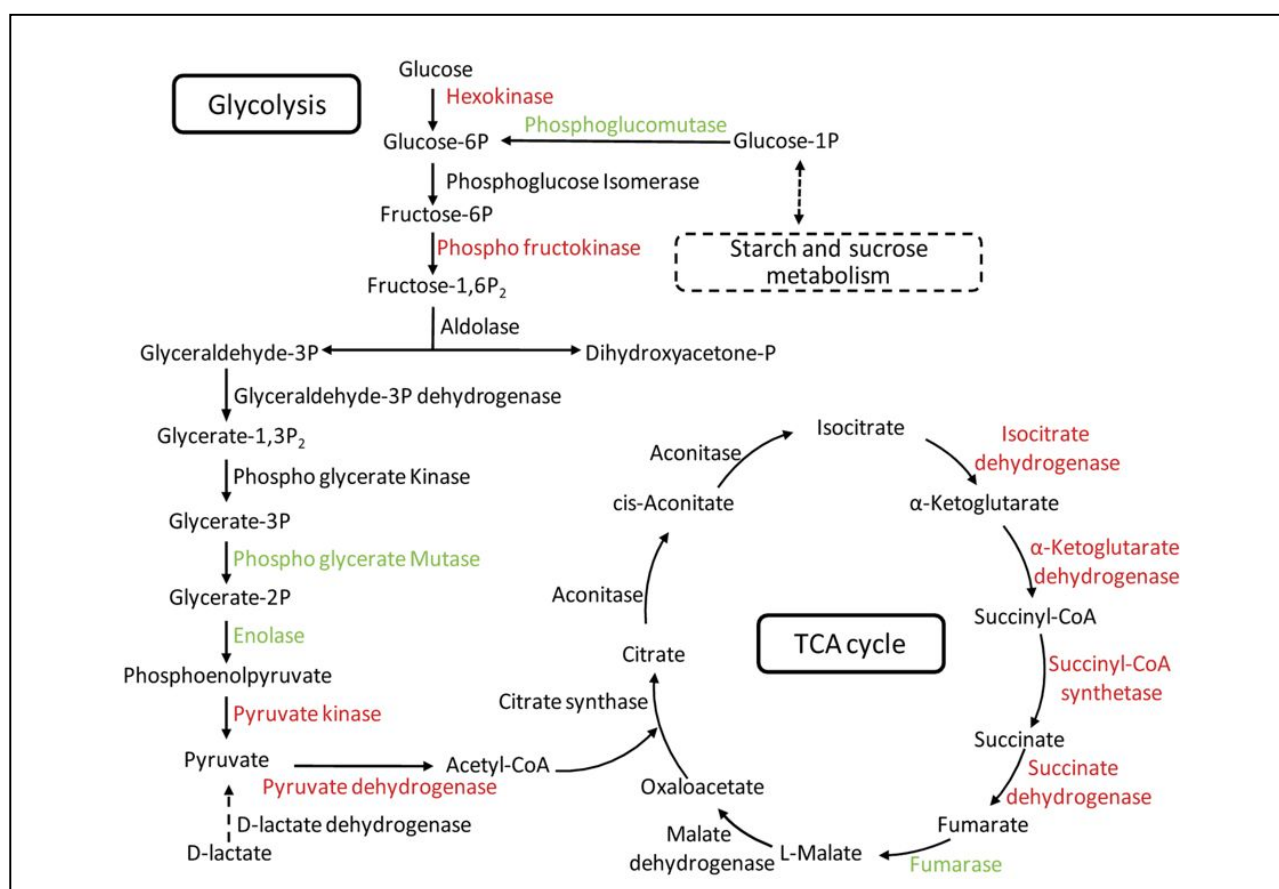 Glycolysis
Glucose
Hexokinase
Phosphoglucomutase
Glucose-6P
Glucose-1P
Phosphoglucose Isomerase
Fructose-6P
Phospho fructokinase
Starch and sucrose
metabolism
Fructose-1,6P₂
Aldolase
Glyceraldehyde-3P
Dihydroxyacetone-P
Glyceraldehyde-3P dehydrogenase
Glycerate-1,3P₂
Phospho glycerate Kinase
Glycerate-3P
Phospho glycerate Mutase
Glycerate-2P
Enolase
Phosphoenolpyruvate
Pyruvate kinase
Pyruvate
Pyruvate dehydrogenase
Acetyl-CoA
D-lactate dehydrogenase
D-lactate
TCA cycle
Citrate synthase
Citrate
Aconitase
cis-Aconitate
Aconitase
Isocitrate
Isocitrate
dehydrogenase
α-Ketoglutarate
α-Ketoglutarate
dehydrogenase
Succinyl-CoA
Succinyl-CoA
synthetase
Succinate
Succinate
dehydrogenase
Fumarate
Fumarase
L-Malate
Malate
dehydrogenase
Oxaloacetate